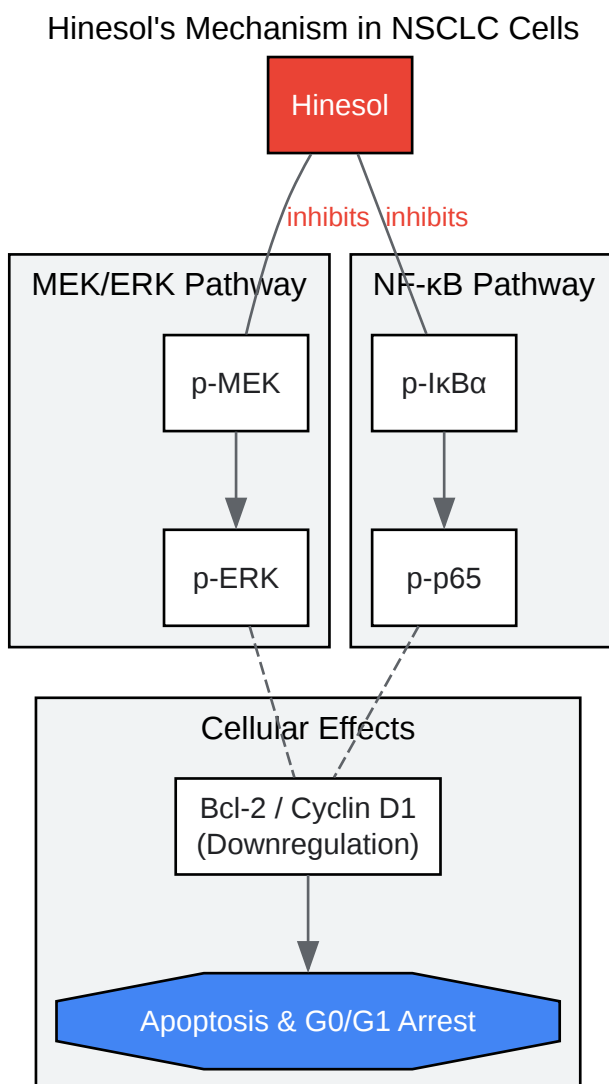 Hinesol's Mechanism in NSCLC Cells
Hinesol
inhibits
inhibits
MEK/ERK Pathway
NF-κB Pathway
p-MEK
p-IκBα
p-ERK
p-p65
Cellular Effects
Bcl-2 / Cyclin D1
(Downregulation)
Apoptosis & G0/G1 Arrest